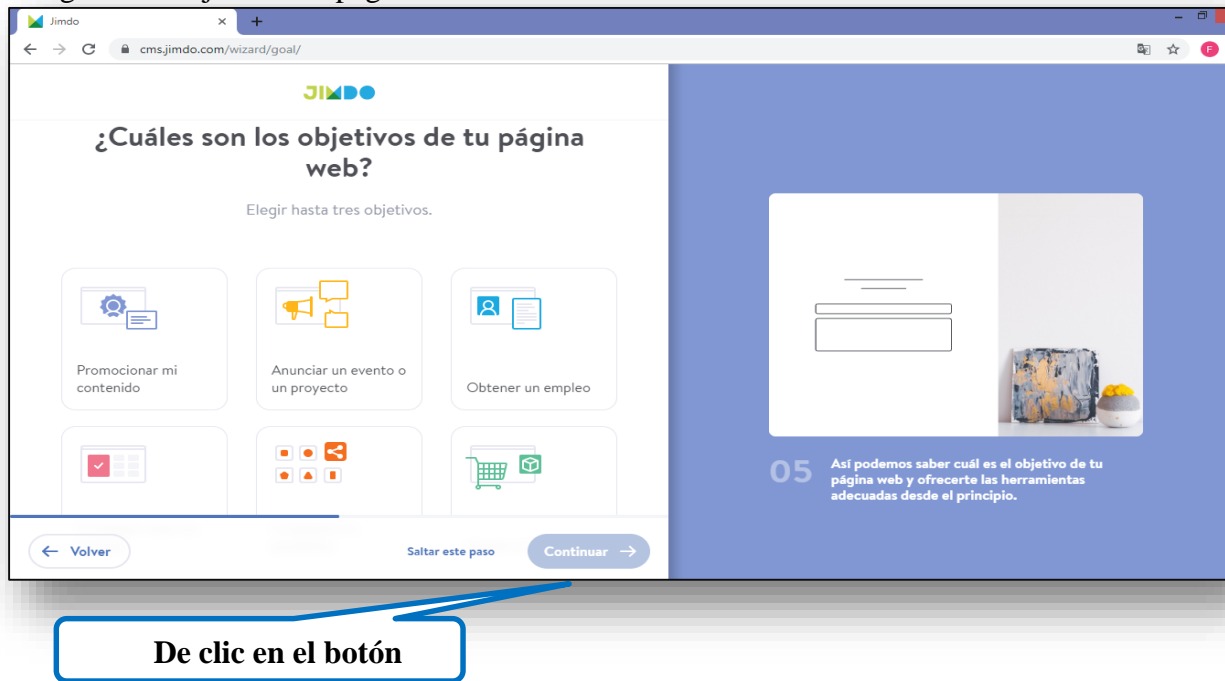 Jimdo
cms.jimdo.com/wizard/goal/
F
JIMDO
¿Cuáles son los objetivos de tu página
web?
Elegir hasta tres objetivos.
Promocionar mi
contenido
Anunciar un evento o
un proyecto
Obtener un empleo
← Volver
Saltar este paso
Continuar →
05
Así podemos saber cuál es el objetivo de tu
página web y ofrecerte las herramientas
adecuadas desde el principio.
De clic en el botón